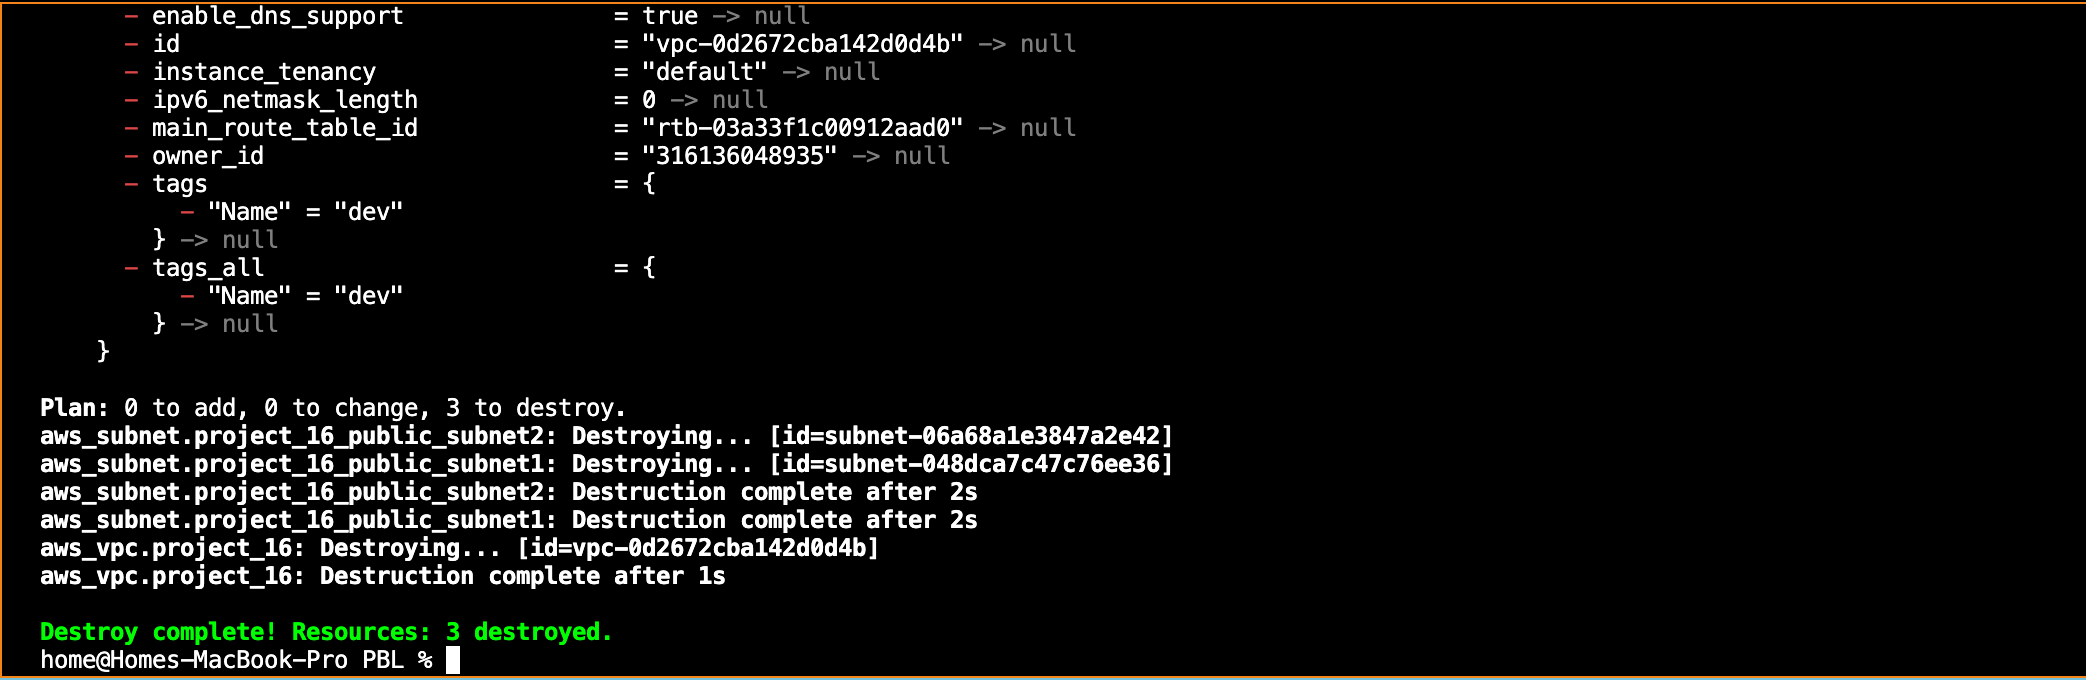 - enable_dns_support = true -> null
- id = "vpc-0d2672cba142d0d4b" -> null
- instance_tenancy = "default" -> null
- ipv6_netmask_length = 0 -> null
- main_route_table_id = "rtb-03a33f1c00912aad0" -> null
- owner_id = "316136048935" -> null
- tags = {
- "Name" = "dev"
} -> null
- tags_all = {
- "Name" = "dev"
} -> null
}
Plan: 0 to add, 0 to change, 3 to destroy.
aws_subnet.project_16_public_subnet2: Destroying... [id=subnet-06a68a1e3847a2e42]
aws_subnet.project_16_public_subnet1: Destroying... [id=subnet-048dca7c47c76ee36]
aws_subnet.project_16_public_subnet2: Destruction complete after 2s
aws_subnet.project_16_public_subnet1: Destruction complete after 2s
aws_vpc.project_16: Destroying... [id=vpc-0d2672cba142d0d4b]
aws_vpc.project_16: Destruction complete after 1s
Destroy complete! Resources: 3 destroyed.
home@Homes-MacBook-Pro PBL %